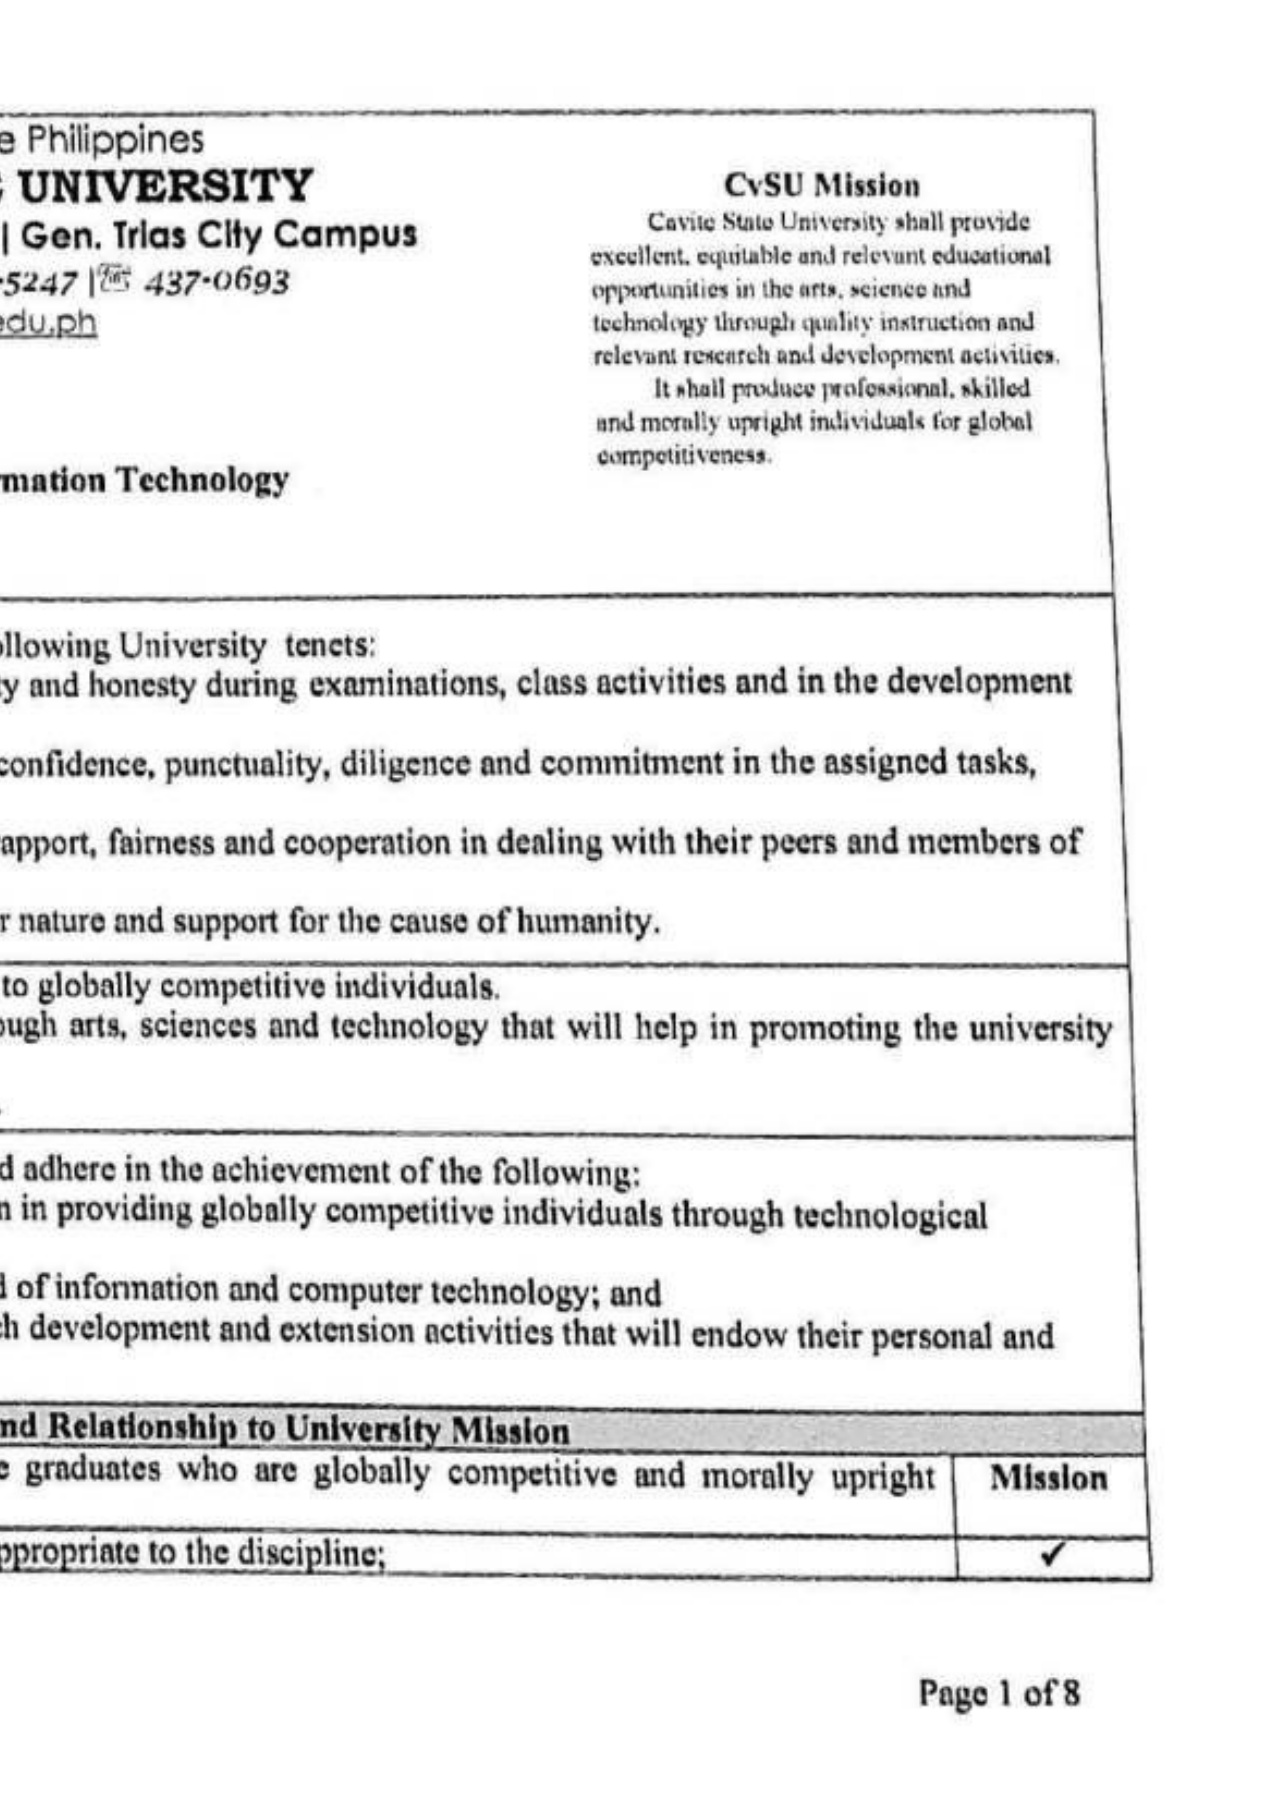 e Philippines
UNIVERSITY
| Gen. Trias City Campus
-5247 |☏ 437-0693
edu.ph
mation Technology
CvSU Mission
Cavite State University shall provide
excellent, equitable and relevant educational
opportunities in the arts, science and
technology through quality instruction and
relevant research and development activities.
It shall produce professional, skilled
and morally upright individuals for global
competitiveness.
ollowing University tenets:
y and honesty during examinations, class activities and in the development
confidence, punctuality, diligence and commitment in the assigned tasks,
apport, fairness and cooperation in dealing with their peers and members of
r nature and support for the cause of humanity.
to globally competitive individuals.
ough arts, sciences and technology that will help in promoting the university
d adhere in the achievement of the following:
n in providing globally competitive individuals through technological
d of information and computer technology; and
ch development and extension activities that will endow their personal and
nd Relationship to University Mission
e graduates who are globally competitive and morally upright
Mission
ppropriate to the discipline;
✓
Page 1 of 8